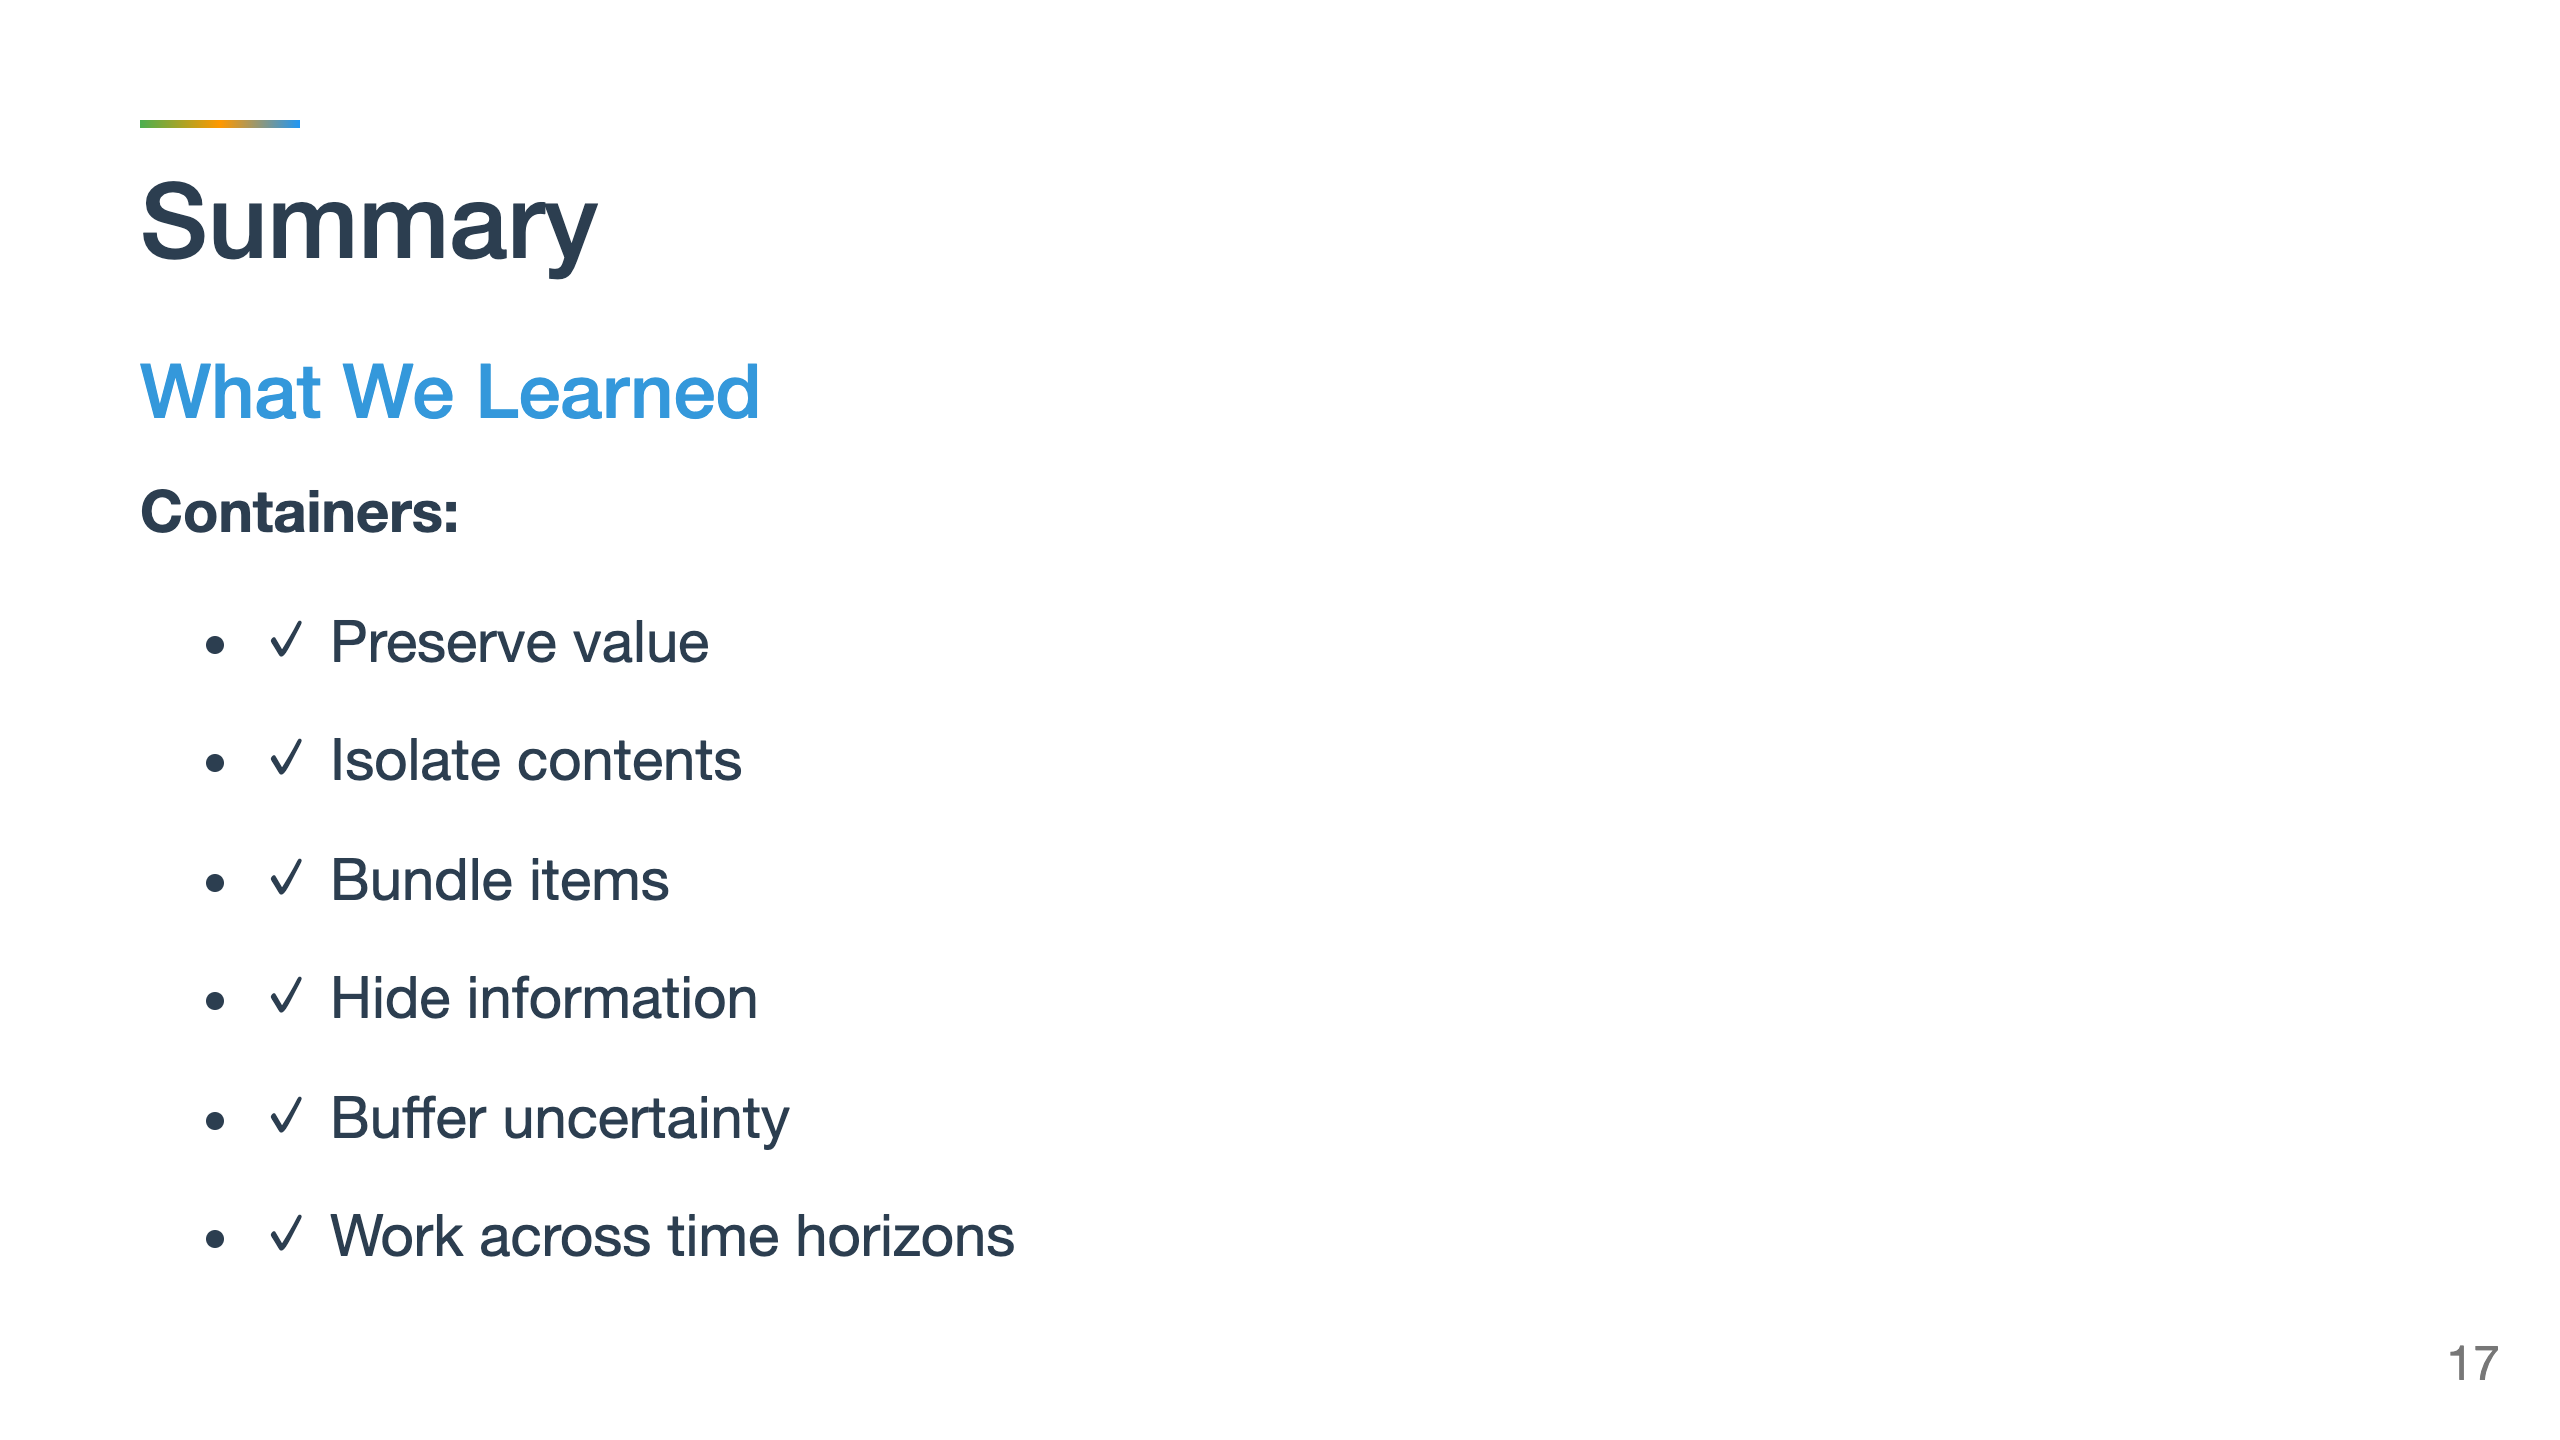 Summary
What We Learned
Containers:
• ✓ Preserve value
• ✓ Isolate contents
• ✓ Bundle items
• ✓ Hide information
• ✓ Buffer uncertainty
• ✓ Work across time horizons
17